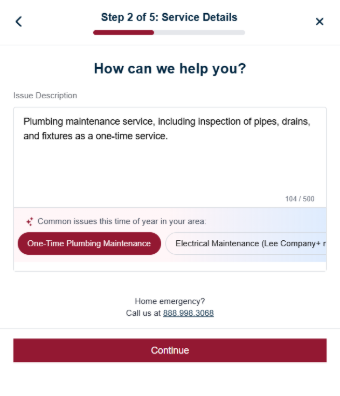 Step 2 of 5: Service Details
How can we help you?
Issue Description
Plumbing maintenance service, including inspection of pipes, drains,
and fixtures as a one-time service.
104 / 500
Common issues this time of year in your area:
One-Time Plumbing Maintenance
Electrical Maintenance (Lee Company+
Home emergency?
Call us at 888.998.3068
Continue